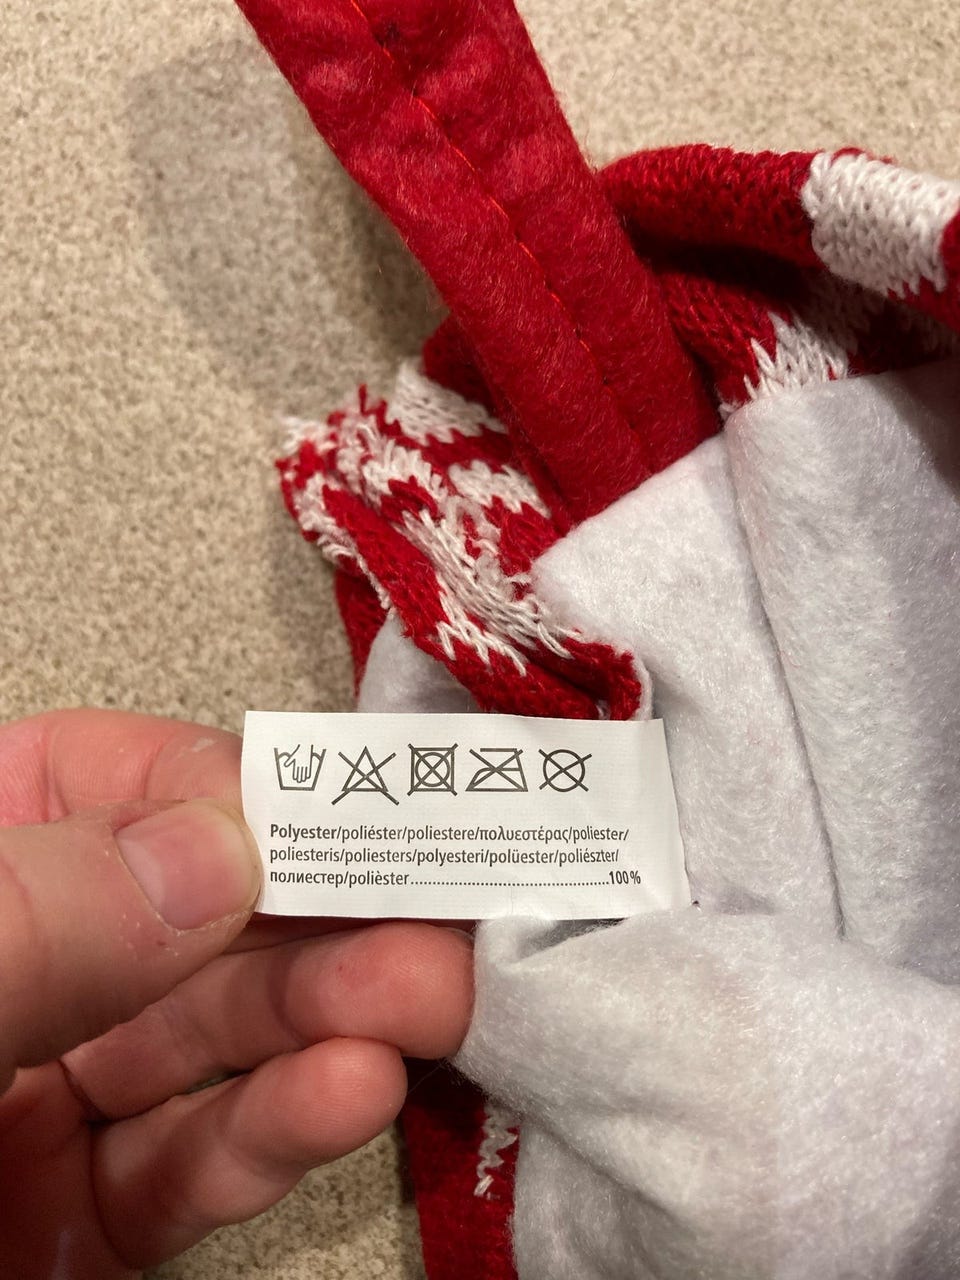 Polyester/poliéster/poliestere/πολυεστέρας/poliester/
poliesteris/poliesters/polyesteri/polüester/poliészter/
полиестер/polièster..................................................100%